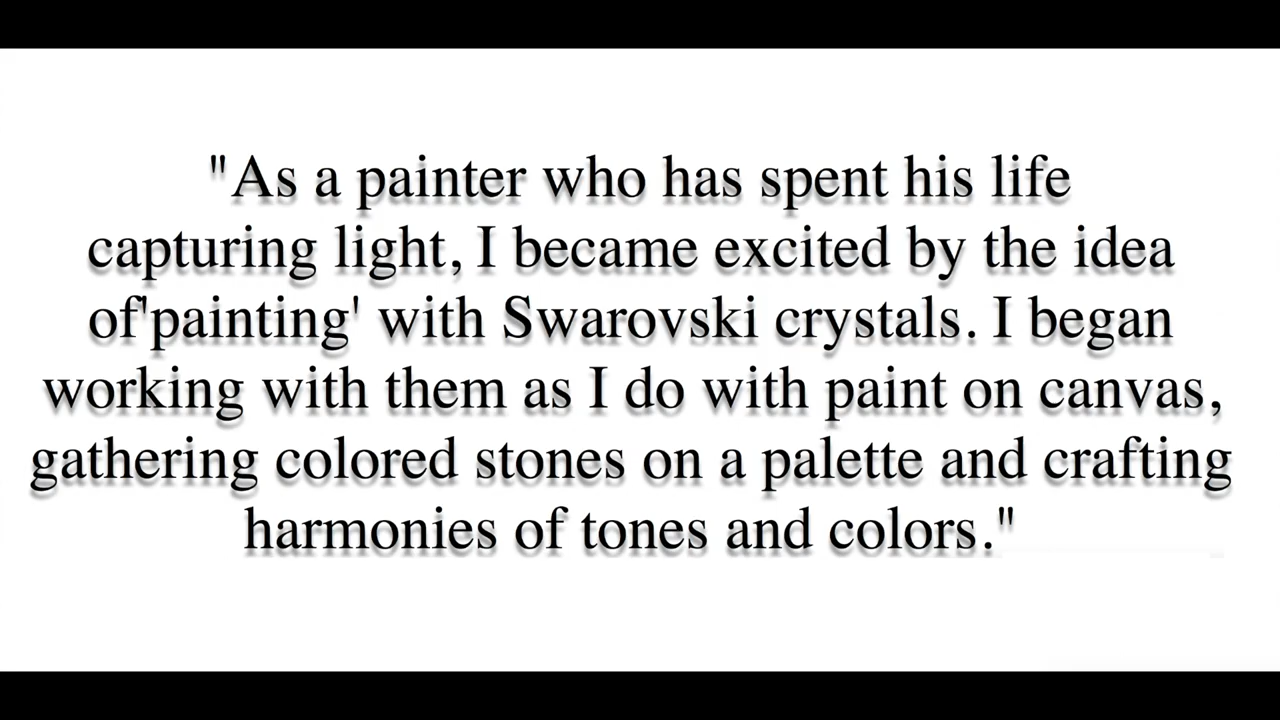 "As a painter who has spent his life
capturing light, I became excited by the idea
of'painting' with Swarovski crystals. I began
working with them as I do with paint on canvas,
gathering colored stones on a palette and crafting
harmonies of tones and colors."